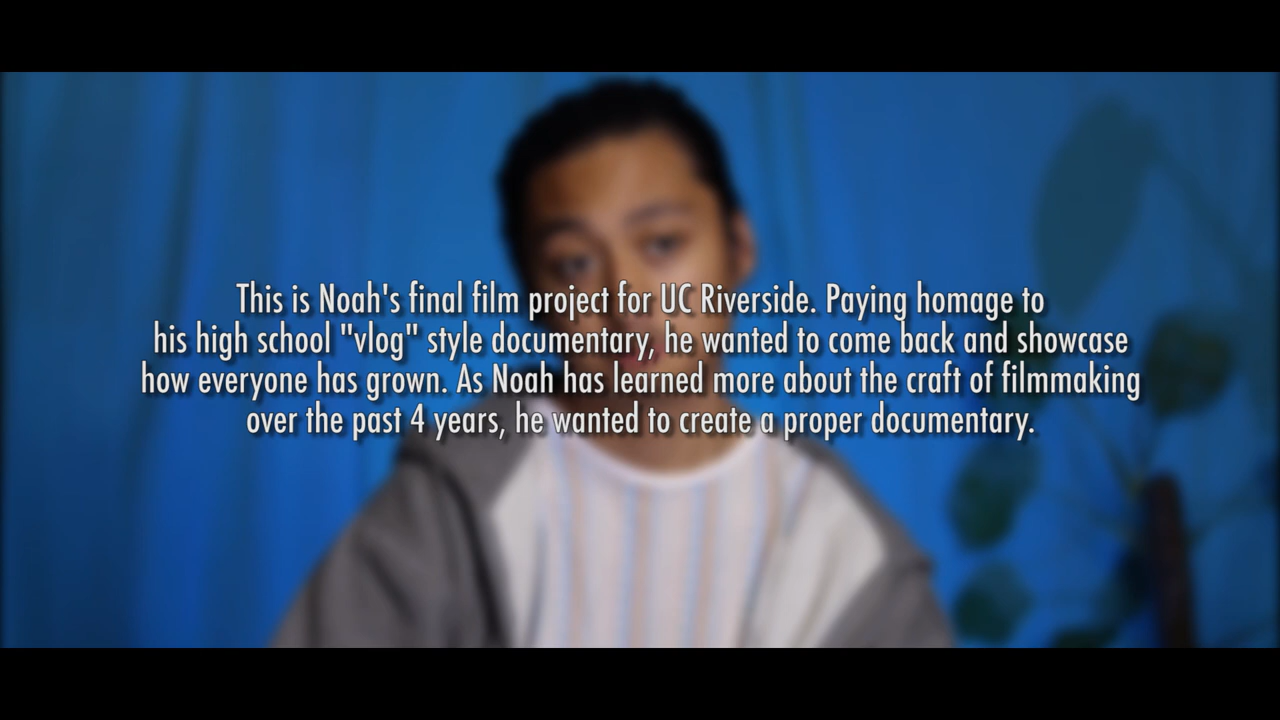 This is Noah's final film project for UC Riverside. Paying homage to
his high school "vlog" style documentary, he wanted to come back and showcase
how everyone has grown. As Noah has learned more about the craft of filmmaking
over the past 4 years, he wanted to create a proper documentary.